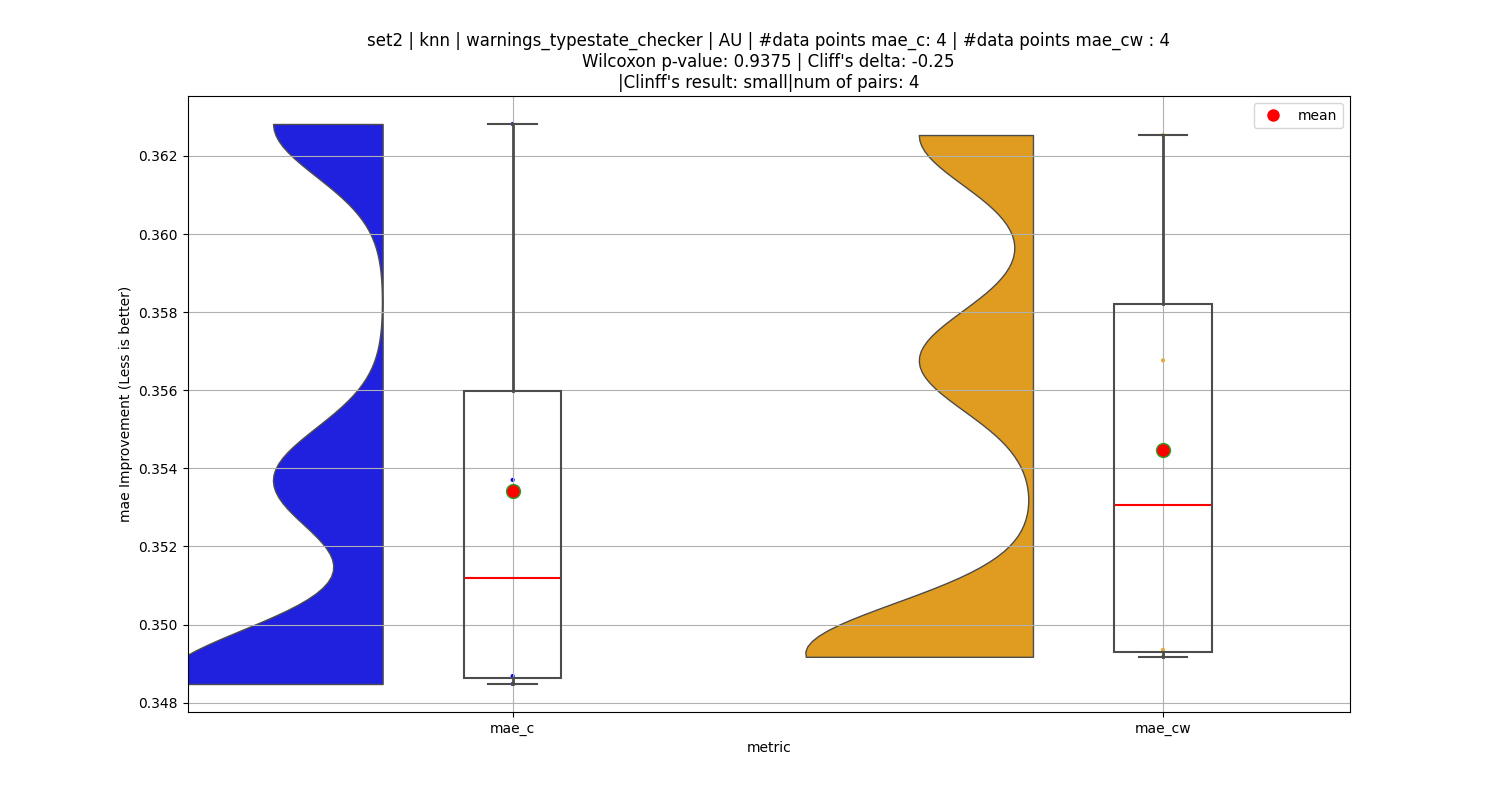 set2 | knn | warnings_typestate_checker | AU | #data points mae_c: 4 | #data points mae_cw : 4
Wilcoxon p-value: 0.9375 | Cliff's delta: -0.25
|Clinff's result: small|num of pairs: 4
mean
0.362
0.360
0.358
0.356
0.354
0.352
0.350
0.348
mae Improvement (Less is better)
mae_c
mae_cw
metric